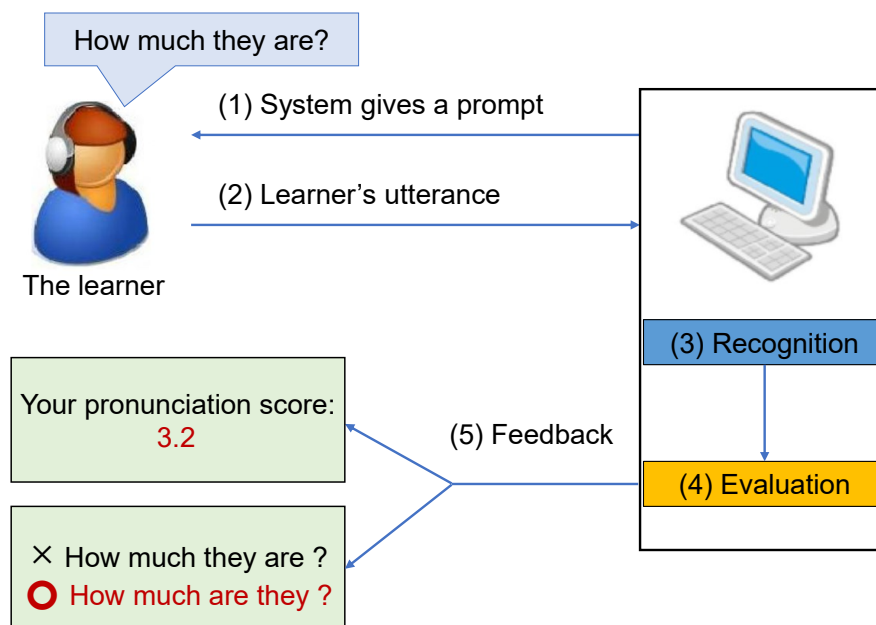 How much they are?
(1) System gives a prompt
(2) Learner’s utterance
The learner
(3) Recognition
Your pronunciation score:
3.2
(5) Feedback
(4) Evaluation
× How much they are ?
⭕ How much are they ?